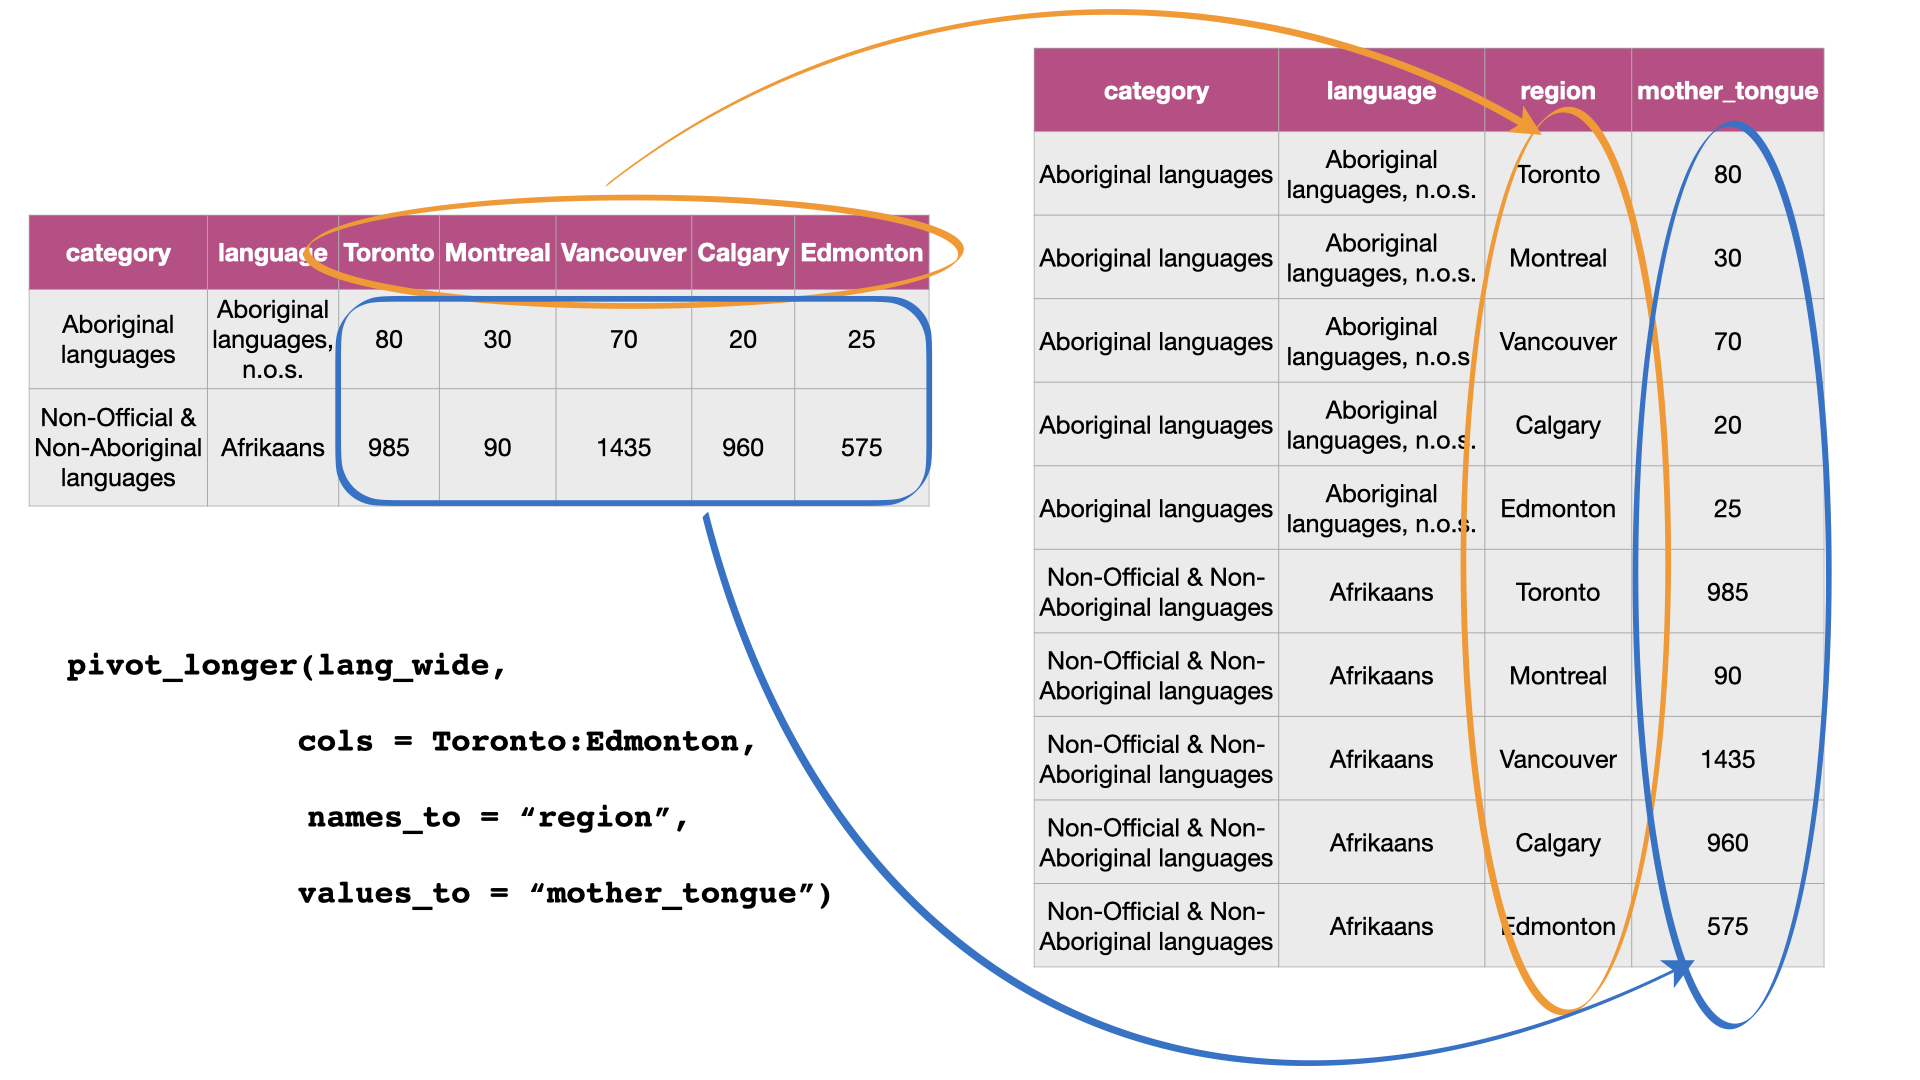 category language Toronto Montreal Vancouver Calgary Edmonton
Aboriginal
languages
Aboriginal
languages,
n.o.s.
80 30 70 20 25
Non-Official &
Non-Aboriginal
languages
Afrikaans 985 90 1435 960 575
pivot_longer(lang_wide,
cols = Toronto:Edmonton,
names_to = “region”,
values_to = “mother_tongue”)
category language region mother_tongue
Aboriginal languages
Aboriginal
languages, n.o.s.
Toronto 80
Aboriginal languages
Aboriginal
languages, n.o.s.
Montreal 30
Aboriginal languages
Aboriginal
languages, n.o.s.
Vancouver 70
Aboriginal languages
Aboriginal
languages, n.o.s.
Calgary 20
Aboriginal languages
Aboriginal
languages, n.o.s.
Edmonton 25
Non-Official & Non-
Aboriginal languages
Afrikaans Toronto 985
Non-Official & Non-
Aboriginal languages
Afrikaans Montreal 90
Non-Official & Non-
Aboriginal languages
Afrikaans Vancouver 1435
Non-Official & Non-
Aboriginal languages
Afrikaans Calgary 960
Non-Official & Non-
Aboriginal languages
Afrikaans Edmonton 575